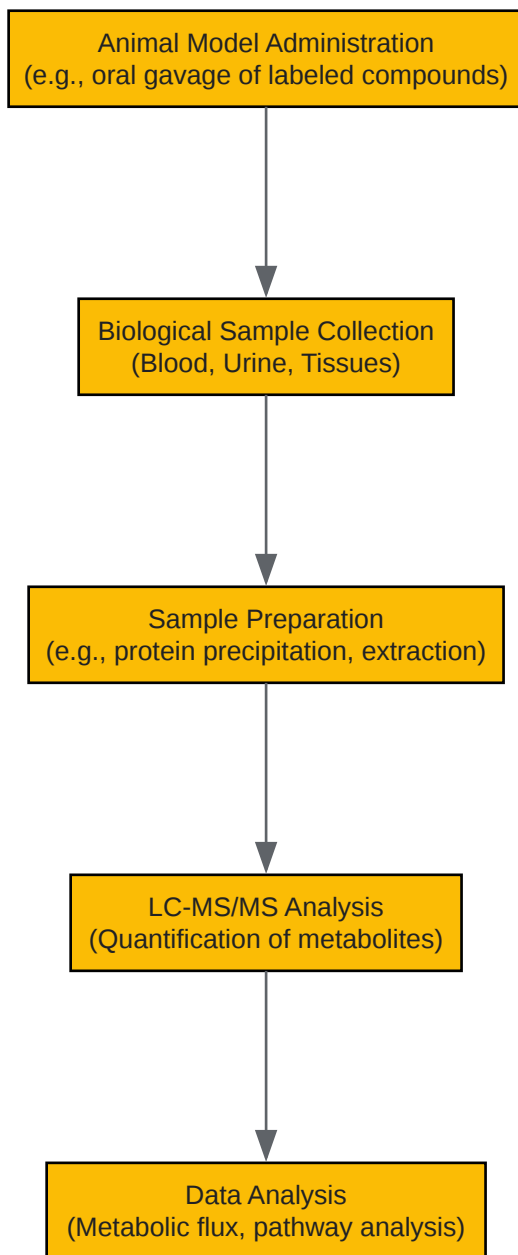 Animal Model Administration
(e.g., oral gavage of labeled compounds)
Biological Sample Collection
(Blood, Urine, Tissues)
Sample Preparation
(e.g., protein precipitation, extraction)
LC-MS/MS Analysis
(Quantification of metabolites)
Data Analysis
(Metabolic flux, pathway analysis)